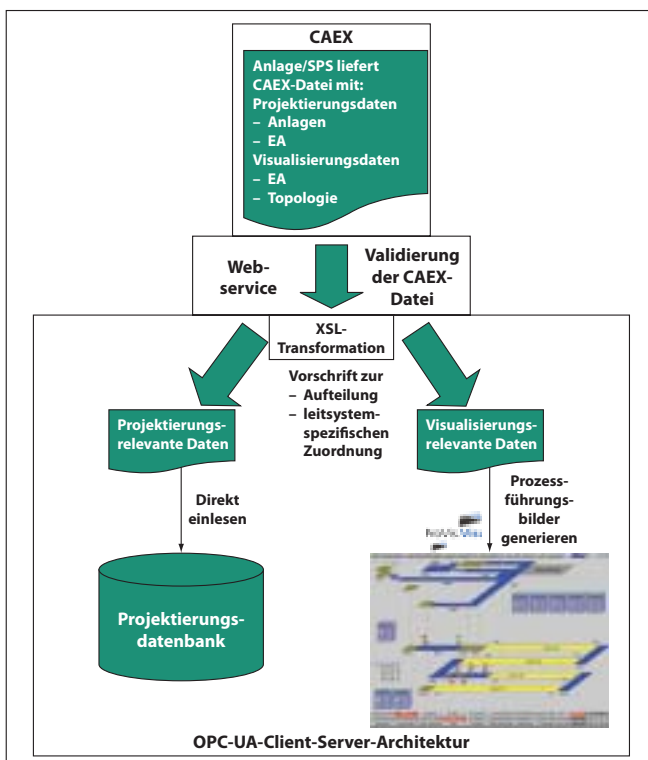 CAEX
Anlage/SPS liefert
CAEX-Datei mit:
Projektierungsdaten
– Anlagen
– EA
Visualisierungsdaten
– EA
– Topologie
Web-
service
Validierung
der CAEX-
Datei
XSL-
Transformation
Vorschrift zur
– Aufteilung
– leitsystem-
spezifischen
Zuordnung
Projektierungs-
relevante Daten
Visualisierungs-
relevante Daten
Direkt
einlesen
Prozess-
führungs-
bilder
generieren
Projektierungs-
datenbank
OPC-UA-Client-Server-Architektur